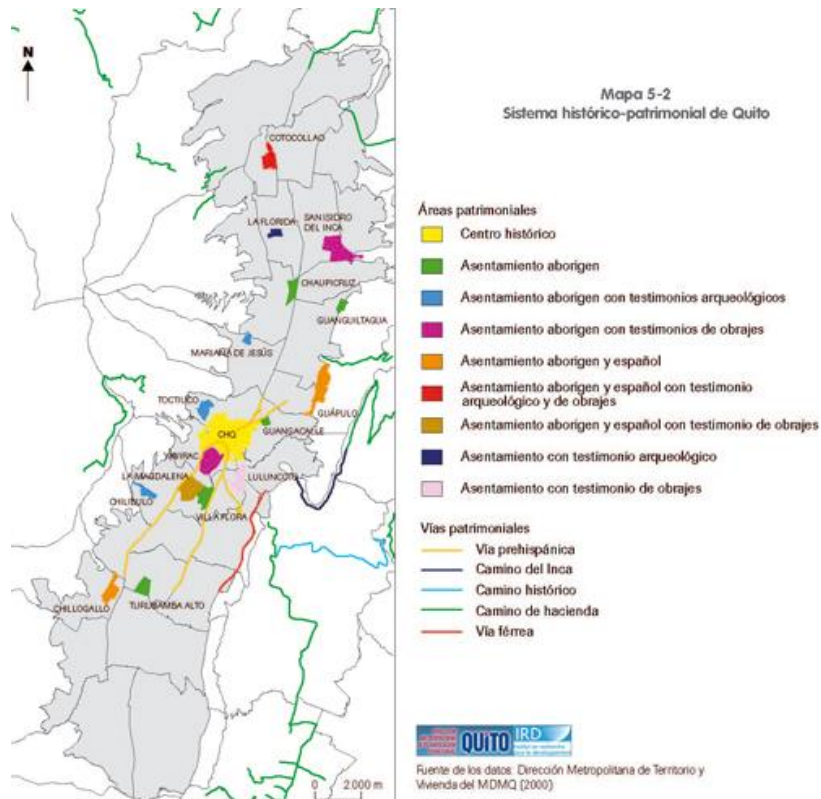 N
COTOCOLLAO
LA FLORIDA
SAN ISIDRO
DEL INCA
CHAUPICRUZ
GUANGUILTAGUA
MARIANA DE JESÚS
TOCTIUCO
GUÁPULO
CHQ
GUANGACALLE
YAVIRAC
LA MAGDALENA
LULUNCOTO
CHILIBULO
VILLA FLORA
CHILLOGALLO
TURUBAMBA ALTO
0 2 000 m
Mapa 5-2
Sistema histórico-patrimonial de Quito
Áreas patrimoniales
Centro histórico
Asentamiento aborigen
Asentamiento aborigen con testimonios arqueológicos
Asentamiento aborigen con testimonios de obrajes
Asentamiento aborigen y español
Asentamiento aborigen y español con testimonio
arqueológico y de obrajes
Asentamiento aborigen y español con testimonio de obrajes
Asentamiento con testimonio arqueológico
Asentamiento con testimonio de obrajes
Vías patrimoniales
Vía prehispánica
Camino del Inca
Camino histórico
Camino de hacienda
Vía férrea
QUITO
IRD
Fuente de los datos: Dirección Metropolitana de Territorio y
Vivienda del MDMQ (2000)